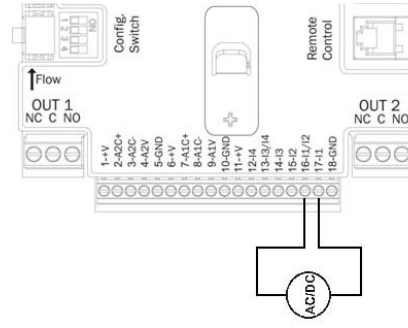 ON
1 2 3 4
Config.
Switch
Remote
Control
Flow
OUT 1
NC C NO
OUT 2
NC C NO
1-+V
2-A2C+
3-A2C-
4-A2V
5-GND
6-+V
7-A1C+
8-A1C-
9-A1V
10-GND
11-+V
12-I4
13-I3/I4
14-I3
15-I2
16-I1/I2
17-I1
18-GND
AC/DC